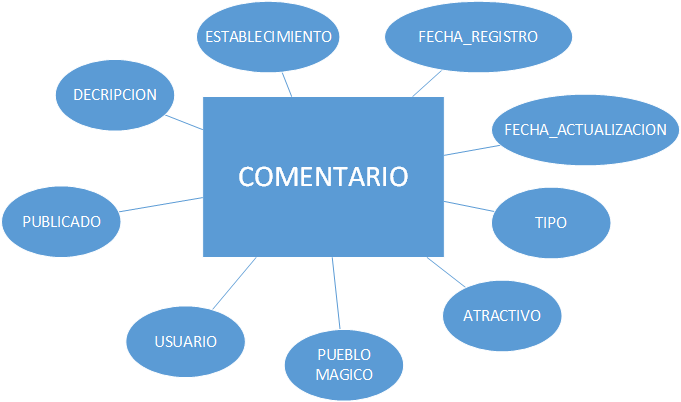 ESTABLECIMIENTO
FECHA_REGISTRO
DECRIPCION
FECHA_ACTUALIZACION
COMENTARIO
PUBLICADO
TIPO
USUARIO
ATRACTIVO
PUEBLO
MAGICO